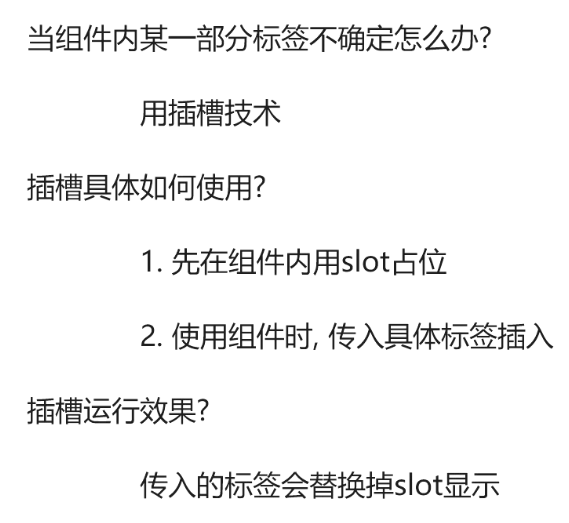 当组件内某一部分标签不确定怎么办?
用插槽技术
插槽具体如何使用?
1. 先在组件内用slot占位
2. 使用组件时, 传入具体标签插入
插槽运行效果?
传入的标签会替换掉slot显示